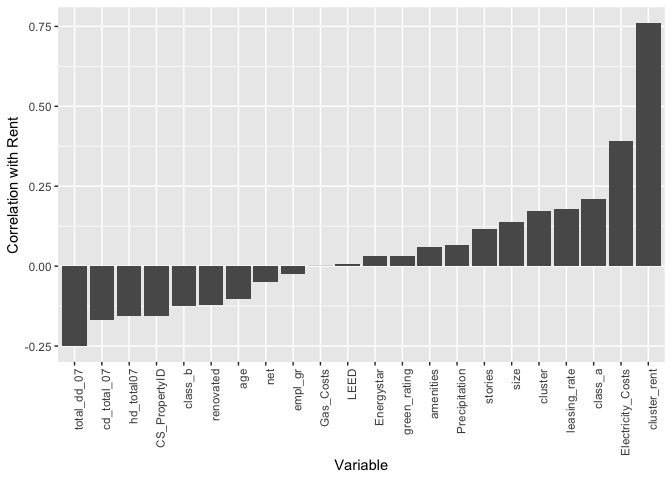 Correlation with Rent
0.75
0.50
0.25
0.00
-0.25
total_dd_07
cd_total_07
hd_total07
CS_PropertyID
class_b
renovated
age
net
empl_gr
Gas_Costs
LEED
Energystar
green_rating
amenities
Precipitation
stories
size
cluster
leasing_rate
class_a
Electricity_Costs
cluster_rent
Variable